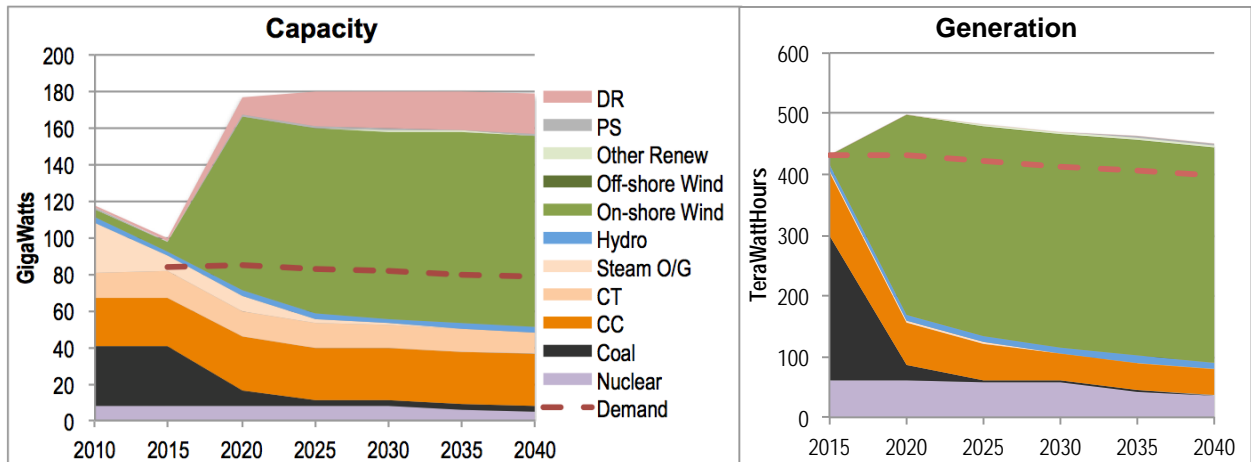 Capacity
GigaWatts
200
180
160
140
120
100
80
60
40
20
0
2010 2015 2020 2025 2030 2035 2040
DR
PS
Other Renew
Off-shore Wind
On-shore Wind
Hydro
Steam O/G
CT
CC
Coal
Nuclear
Demand
Generation
TeraWattHours
600
500
400
300
200
100
0
2015 2020 2025 2030 2035 2040